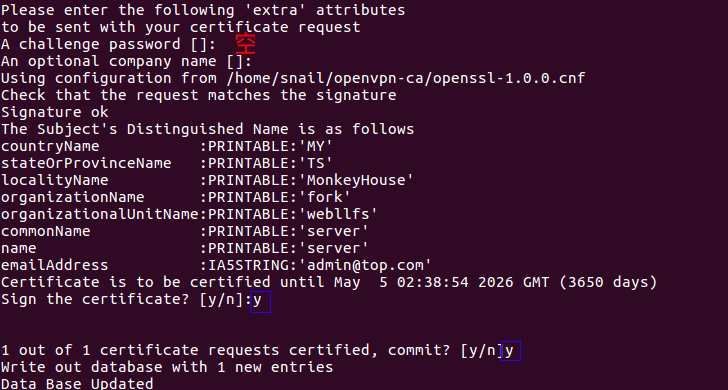 Please enter the following 'extra' attributes
to be sent with your certificate request
A challenge password []: 空
An optional company name []:
Using configuration from /home/snail/openvpn-ca/openssl-1.0.0.cnf
Check that the request matches the signature
Signature ok
The Subject's Distinguished Name is as follows
countryName           :PRINTABLE:'MY'
stateOrProvinceName   :PRINTABLE:'TS'
localityName          :PRINTABLE:'MonkeyHouse'
organizationName      :PRINTABLE:'fork'
organizationalUnitName:PRINTABLE:'webllfs'
commonName            :PRINTABLE:'server'
name                  :PRINTABLE:'server'
emailAddress          :IA5STRING:'admin@top.com'
Certificate is to be certified until May  5 02:38:54 2026 GMT (3650 days)
Sign the certificate? [y/n]:y
1 out of 1 certificate requests certified, commit? [y/n]y
Write out database with 1 new entries
Data Base Updated